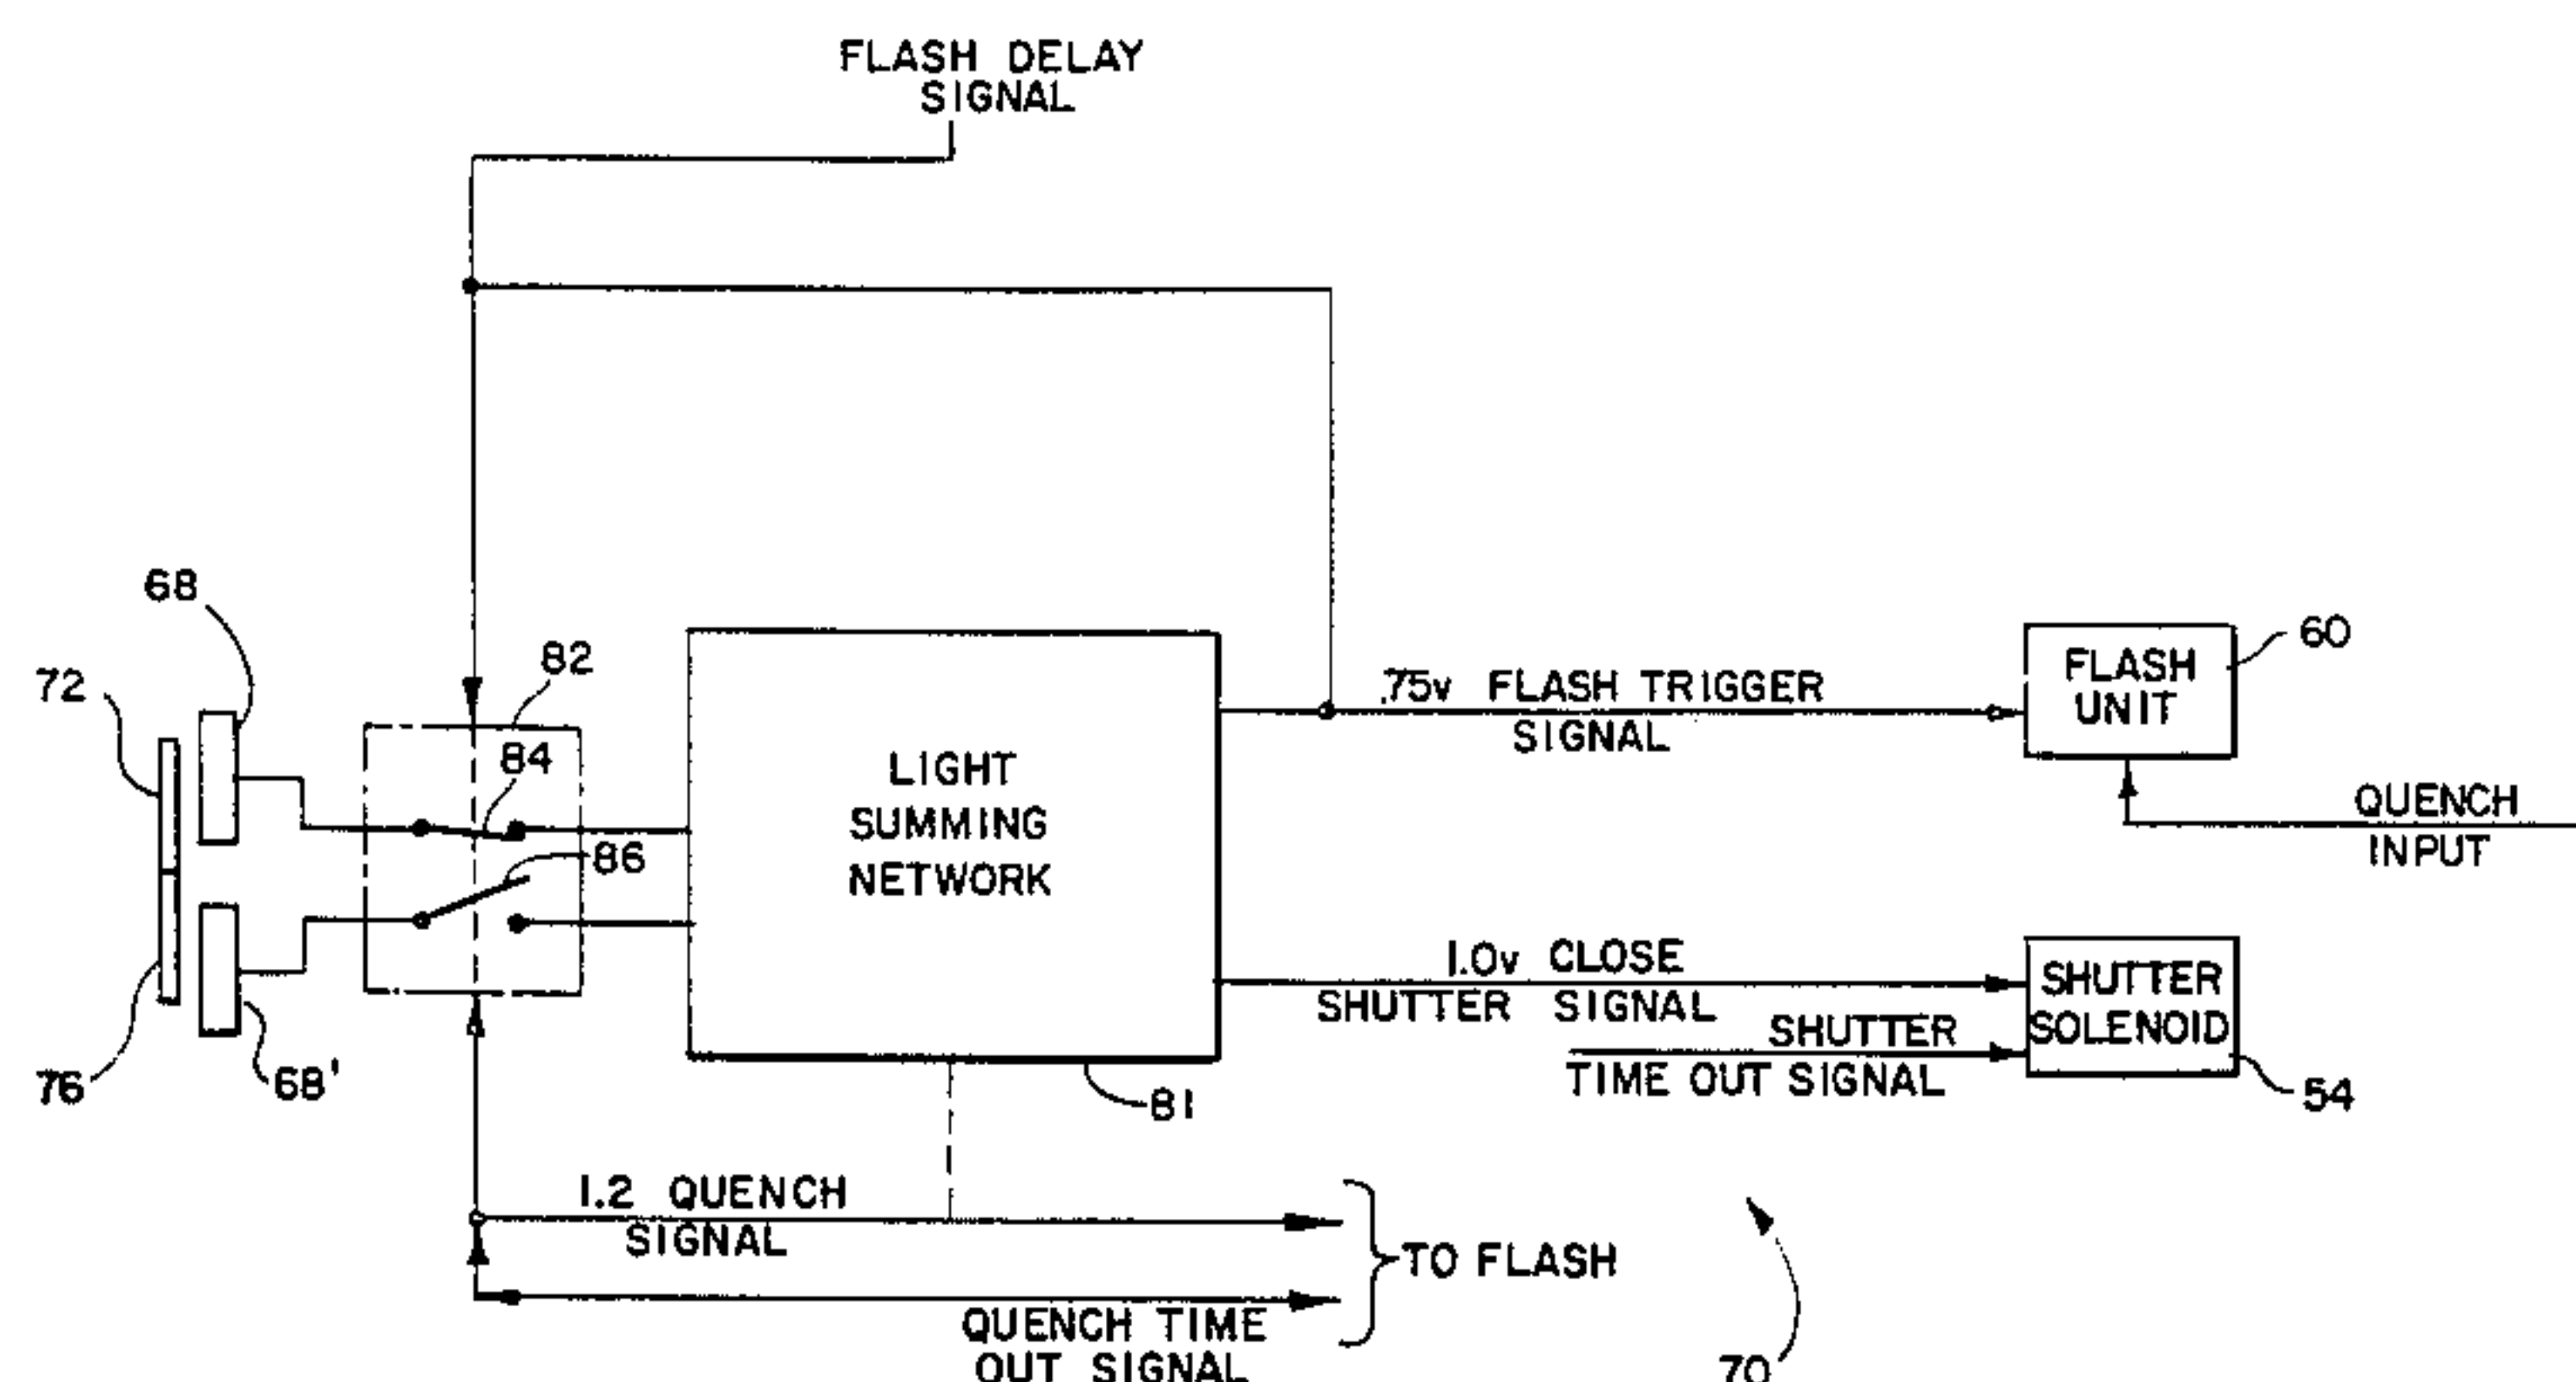 FLASH DELAY
SIGNAL
68
72
82
84
86
76
68'
LIGHT
SUMMING
NETWORK
81
.75v FLASH TRIGGER
SIGNAL
FLASH
UNIT
60
QUENCH
INPUT
1.0v CLOSE
SHUTTER SIGNAL
SHUTTER
TIME OUT SIGNAL
SHUTTER
SOLENOID
54
1.2 QUENCH
SIGNAL
TO FLASH
QUENCH TIME
OUT SIGNAL
70